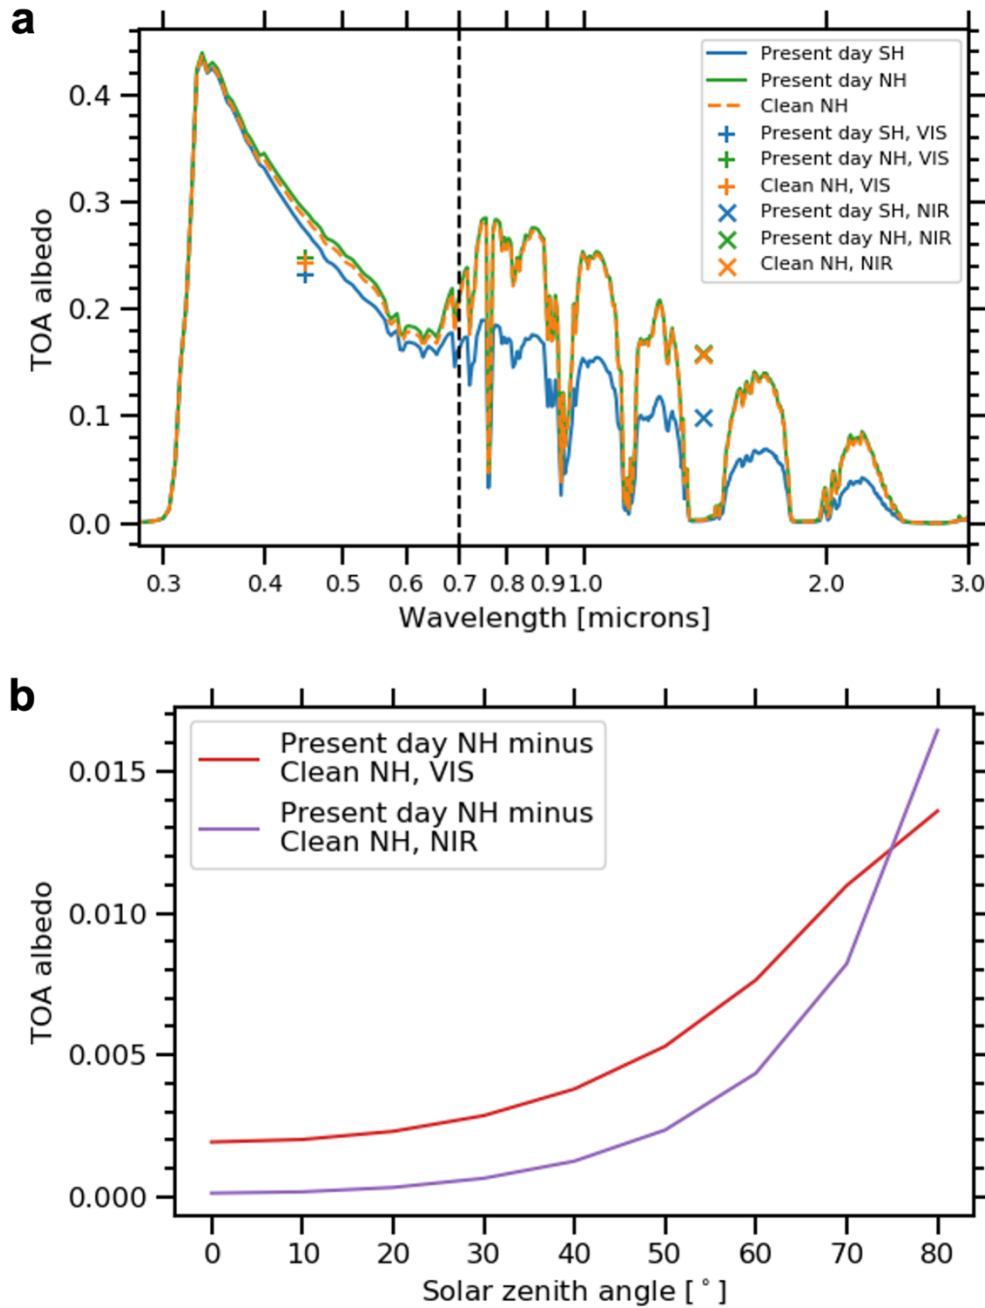 a
0.4
0.3
0.2
0.1
0.0
TOA albedo
Present day SH
Present day NH
Clean NH
Present day SH, VIS
Present day NH, VIS
Clean NH, VIS
Present day SH, NIR
Present day NH, NIR
Clean NH, NIR
0.3 0.4 0.5 0.6 0.7 0.8 0.9 1.0 2.0 3.0
Wavelength [microns]
b
0.015
0.010
0.005
0.000
TOA albedo
Present day NH minus
Clean NH, VIS
Present day NH minus
Clean NH, NIR
0 10 20 30 40 50 60 70 80
Solar zenith angle [°]